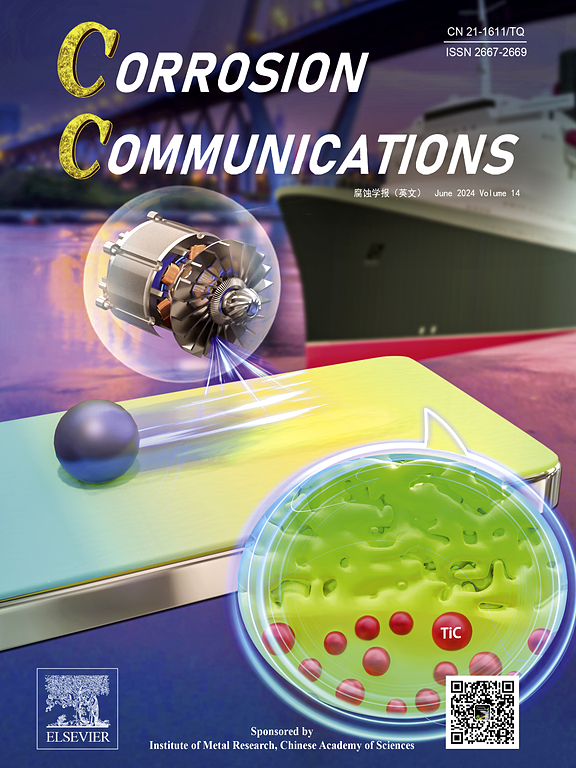 CN 21-1611/TQ
ISSN 2667-2669
CORROSION
COMMUNICATIONS
腐蚀学报（英文） June 2024 Volume 14
TiC
ELSEVIER
Sponsored by
Institute of Metal Research, Chinese Academy of Sciences